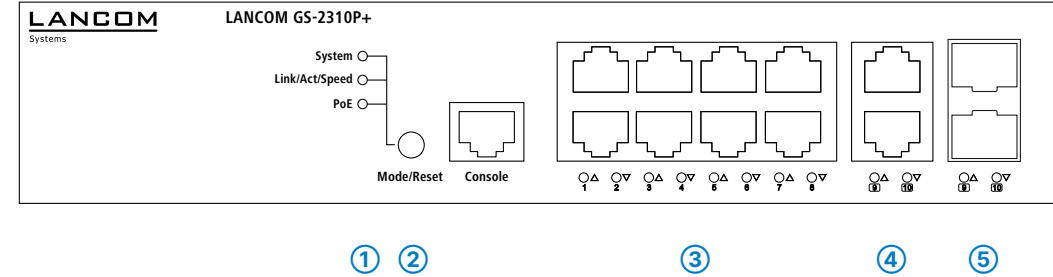 LANCOM
Systems
LANCOM GS-2310P+
System
Link/Act/Speed
PoE
Mode/Reset
Console
1 2 3 4 5 6 7 8
9 10
9 10
① ② ③ ④ ⑤